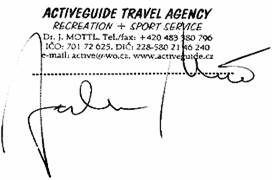 ACTIVEGUIDE TRAVEL AGENCY
RECREATION + SPORT SERVICE
Dr. J. MOTTL. Tel./fax: +420 483 380 796
IČO: 701 72 625. DIČ: 228-580 21 46 240
e-mail: active@wo.cz, www.activeguide.cz